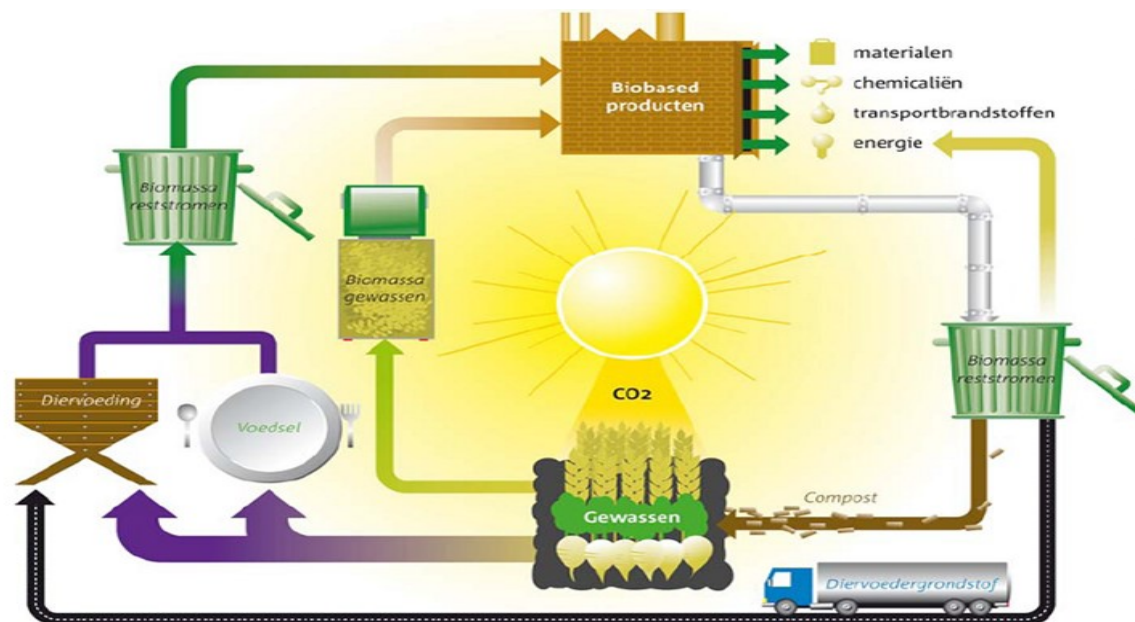 materialen
Biobased
producten
chemicaliën
transportbrandstoffen
energie
Biomassa
reststromen
Biomassa
gewassen
Biomassa
reststromen
CO2
Diervoeding
Voedsel
Compost
Gewassen
Diervoedergrondstof